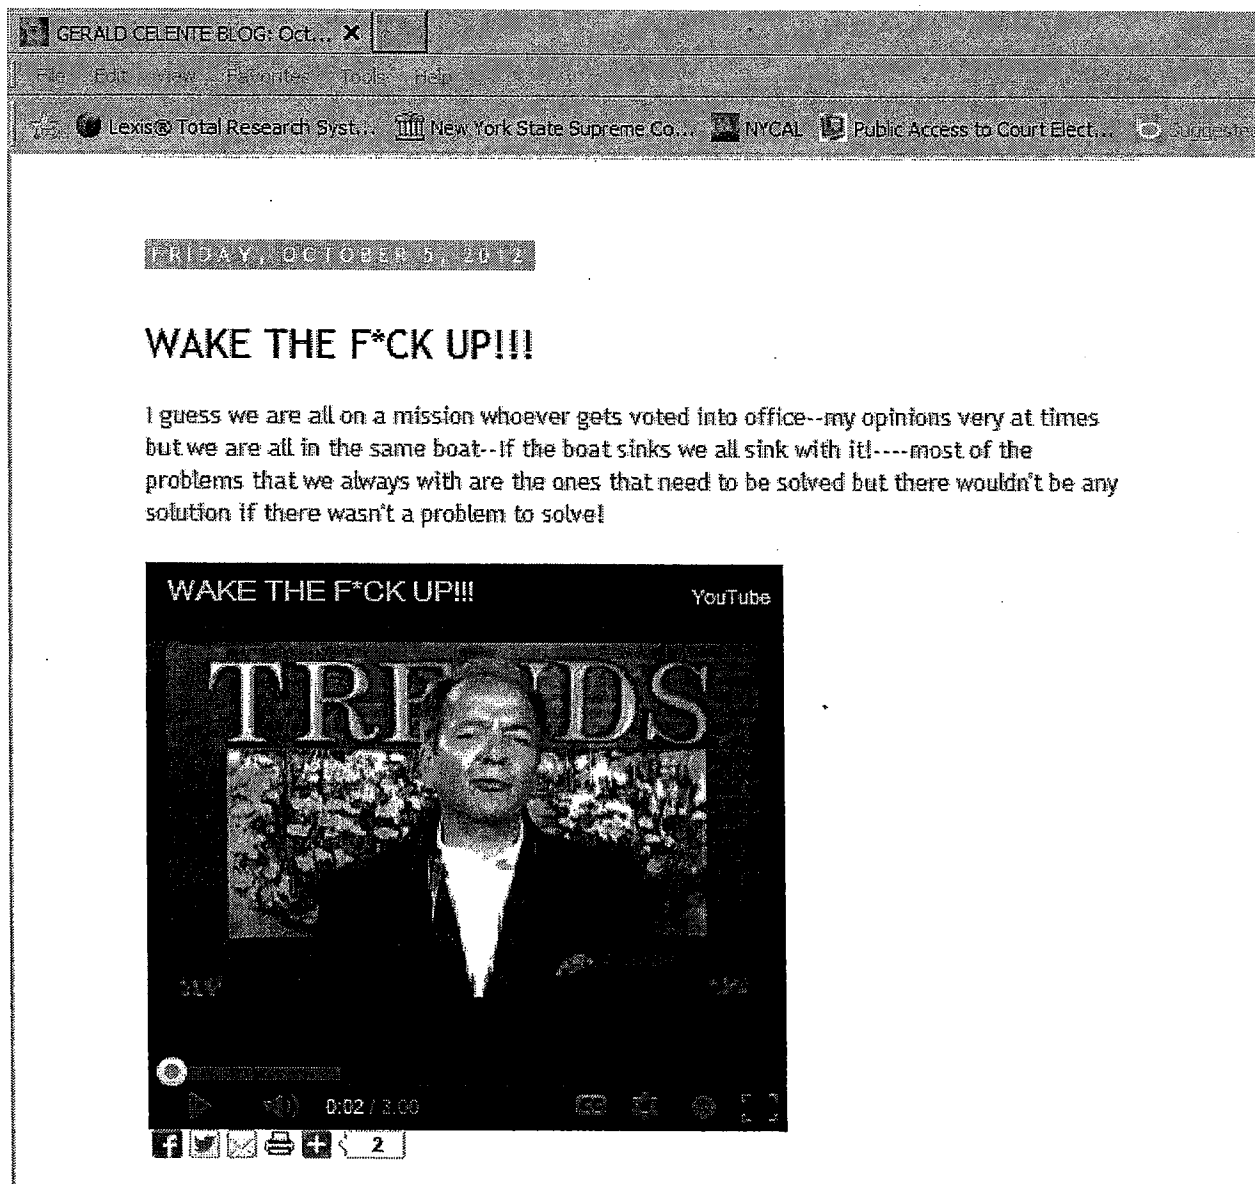 GERALD CELENTE BLOG: Oct...
File Edit View Favorites Tools Help
Lexis® Total Research Syst... New York State Supreme Co... NYCAL Public Access to Court Elect... Suggeste
FRIDAY, OCTOBER 5, 2012
WAKE THE F*CK UP!!!
I guess we are all on a mission whoever gets voted into office--my opinions very at times
but we are all in the same boat--if the boat sinks we all sink with it!----most of the
problems that we always with are the ones that need to be solved but there wouldn't be any
solution if there wasn't a problem to solve!
WAKE THE F*CK UP!!! YouTube
TRENDS
0:02 / 3:00
CC
2